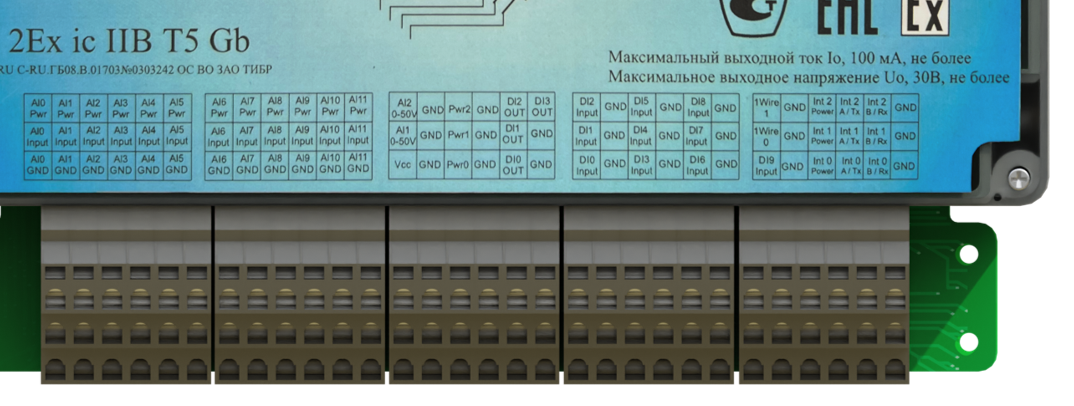 EAC Ex
2Ex ic IIB T5 Gb
RU C-RU.ГБ08.В.01703№0303242 ОС ВО ЗАО ТИБР
Максимальный выходной ток Io, 100 мА, не более
Максимальное выходное напряжение Uo, 30В, не более
AI0 Pwr AI1 Pwr AI2 Pwr AI3 Pwr AI4 Pwr AI5 Pwr
AI0 Input AI1 Input AI2 Input AI3 Input AI4 Input AI5 Input
AI0 GND AI1 GND AI2 GND AI3 GND AI4 GND AI5 GND
AI6 Pwr AI7 Pwr AI8 Pwr AI9 Pwr AI10 Pwr AI11 Pwr
AI6 Input AI7 Input AI8 Input AI9 Input AI10 Input AI11 Input
AI6 GND AI7 GND AI8 GND AI9 GND AI10 GND AI11 GND
AI2 0-50V GND Pwr2 GND DI2 OUT DI3 OUT
AI1 0-50V GND Pwr1 GND DI1 OUT GND
Vcc GND Pwr0 GND DI0 OUT GND
DI2 Input GND DI5 Input GND DI8 Input GND
DI1 Input GND DI4 Input GND DI7 Input GND
DI0 Input GND DI3 Input GND DI6 Input GND
1Wire 1 GND Int 2 Power Int 2 A / Tx Int 2 B / Rx GND
1Wire 0 GND Int 1 Power Int 1 A / Tx Int 1 B / Rx GND
DI9 Input GND Int 0 Power Int 0 A / Tx Int 0 B / Rx GND